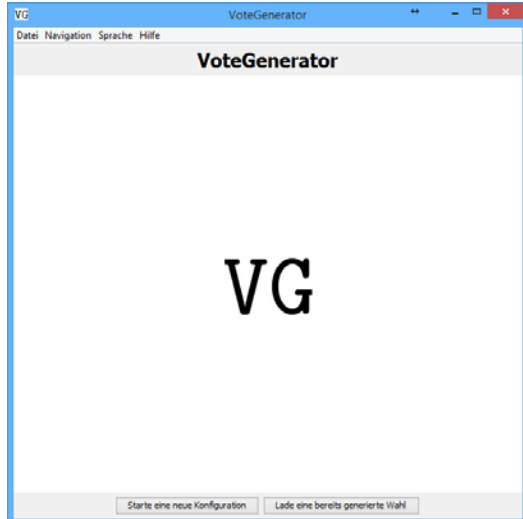 VG VoteGenerator
Datei Navigation Sprache Hilfe
VoteGenerator
VG
Starte eine neue Konfiguration Lade eine bereits generierte Wahl